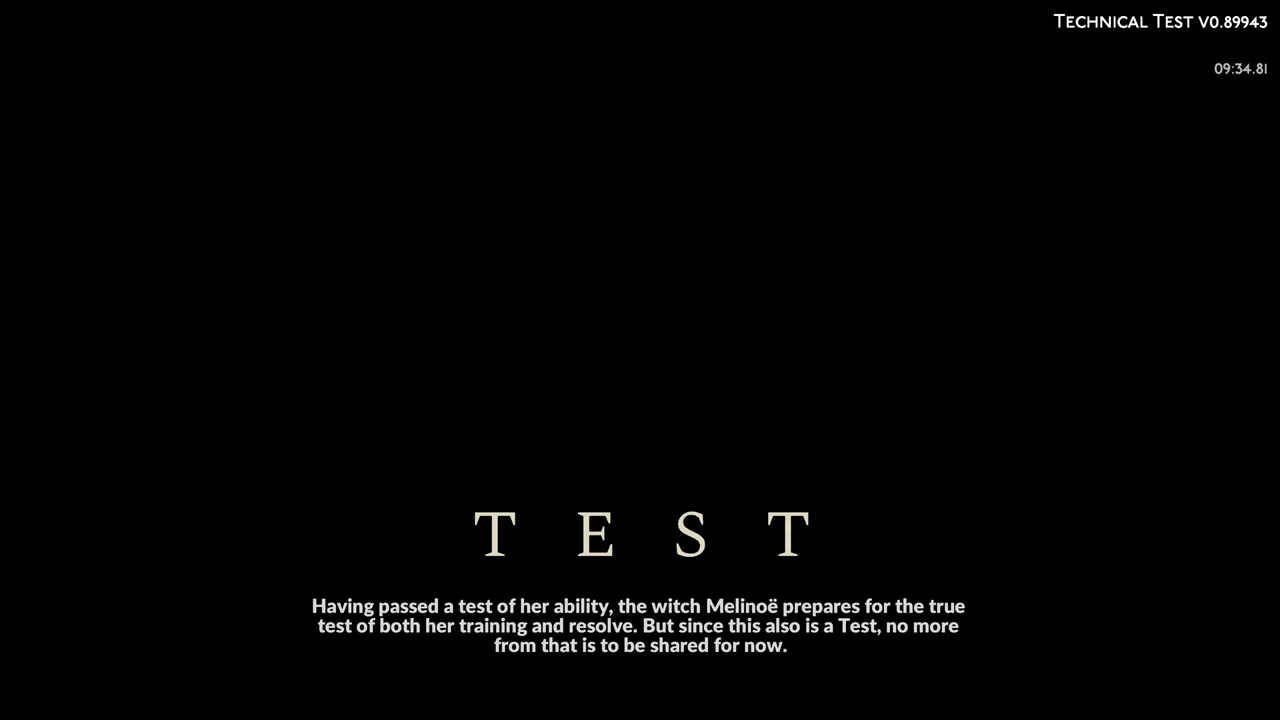 TECHNICAL TEST V0.89943
09:34.81
TEST
Having passed a test of her ability, the witch Melinoë prepares for the true
test of both her training and resolve. But since this also is a Test, no more
from that is to be shared for now.